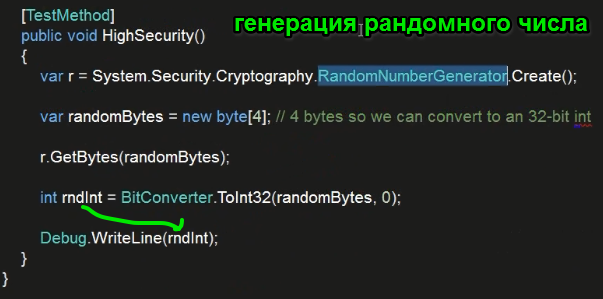 [TestMethod]
генерация рандомного числа
public void HighSecurity()
{
var r = System.Security.Cryptography.RandomNumberGenerator.Create();
var randomBytes = new byte[4]; // 4 bytes so we can convert to an 32-bit int
r.GetBytes(randomBytes);
int rndInt = BitConverter.ToInt32(randomBytes, 0);
Debug.WriteLine(rndInt);
}
}